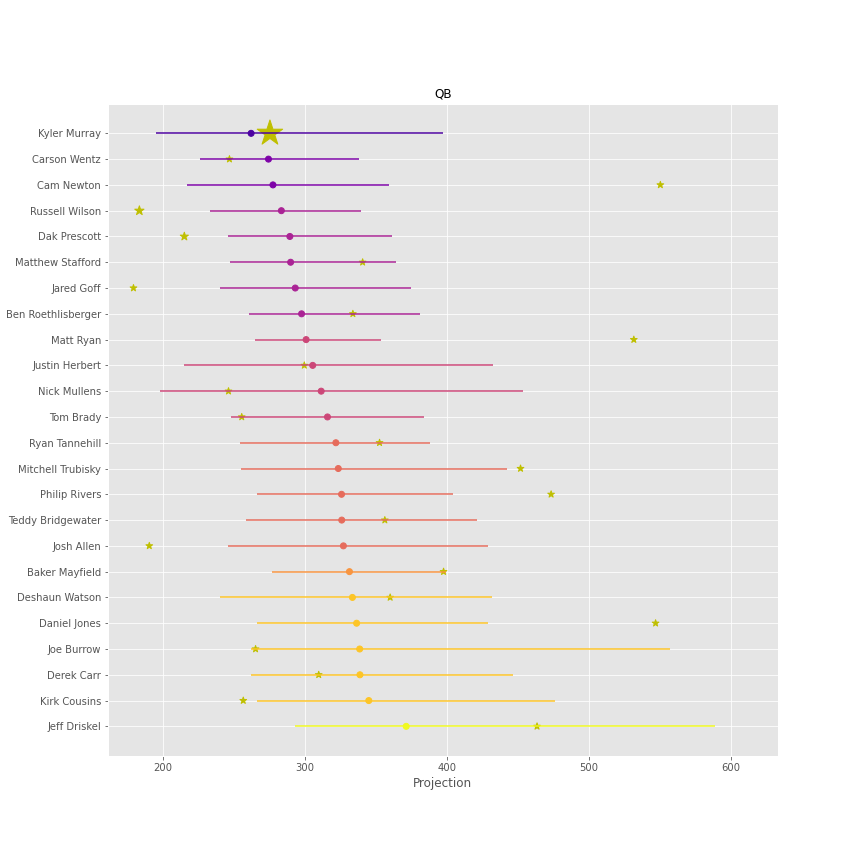 QB
Kyler Murray
Carson Wentz
Cam Newton
Russell Wilson
Dak Prescott
Matthew Stafford
Jared Goff
Ben Roethlisberger
Matt Ryan
Justin Herbert
Nick Mullens
Tom Brady
Ryan Tannehill
Mitchell Trubisky
Philip Rivers
Teddy Bridgewater
Josh Allen
Baker Mayfield
Deshaun Watson
Daniel Jones
Joe Burrow
Derek Carr
Kirk Cousins
Jeff Driskel
200 300 400 500 600
Projection